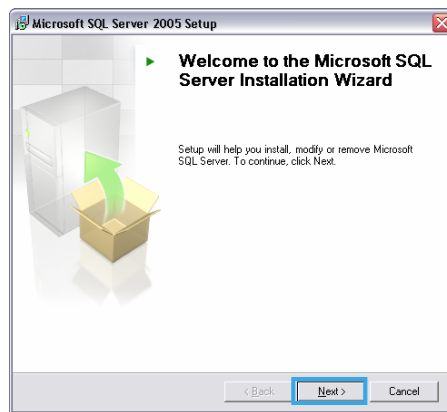 Microsoft SQL Server 2005 Setup
Welcome to the Microsoft SQL
Server Installation Wizard
Setup will help you install, modify or remove Microsoft
SQL Server. To continue, click Next.
< Back
Next >
Cancel